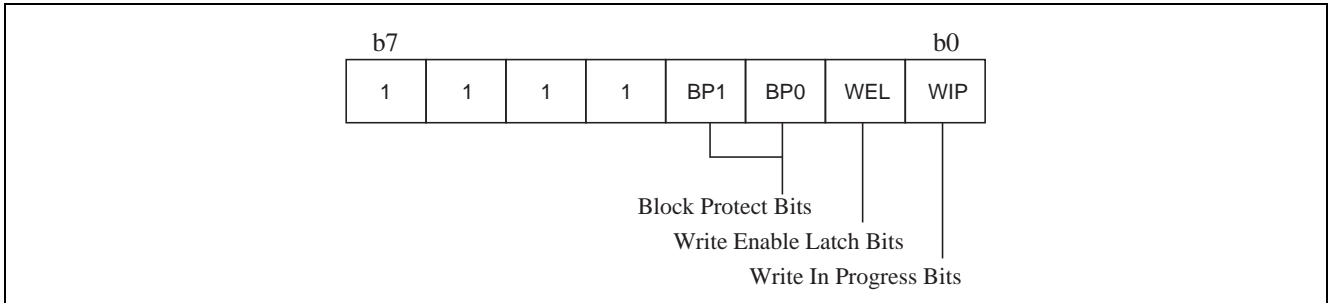 b7 b0
1 1 1 1 BP1 BP0 WEL WIP
Block Protect Bits
Write Enable Latch Bits
Write In Progress Bits